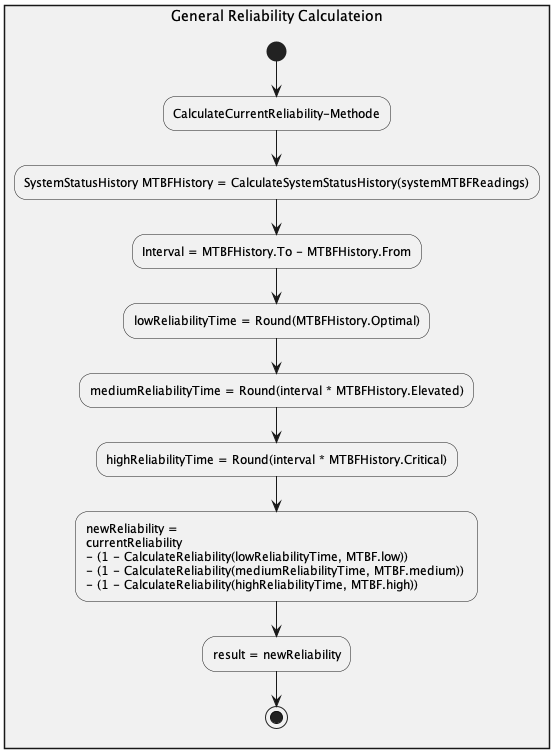 General Reliability Calculateion
CalculateCurrentReliability-Methode
SystemStatusHistory MTBFHistory = CalculateSystemStatusHistory(systemMTBFReadings)
Interval = MTBFHistory.To - MTBFHistory.From
lowReliabilityTime = Round(MTBFHistory.Optimal)
mediumReliabilityTime = Round(interval * MTBFHistory.Elevated)
highReliabilityTime = Round(interval * MTBFHistory.Critical)
newReliability =
currentReliability
- (1 - CalculateReliability(lowReliabilityTime, MTBF.low))
- (1 - CalculateReliability(mediumReliabilityTime, MTBF.medium))
- (1 - CalculateReliability(highReliabilityTime, MTBF.high))
result = newReliability